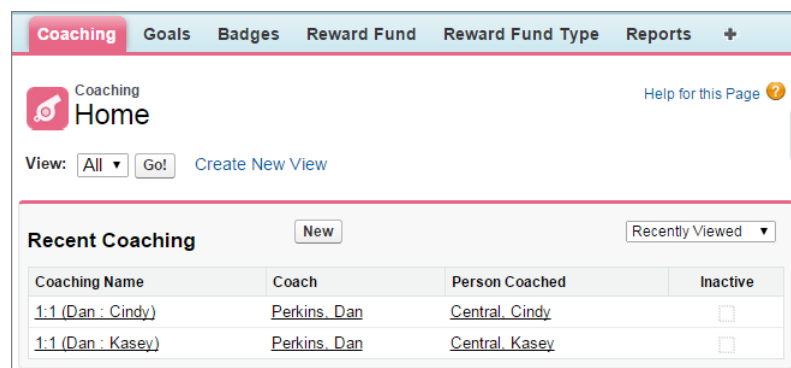 Coaching Goals Badges Reward Fund Reward Fund Type Reports +
Coaching
Home
Help for this Page ?
View: All Go! Create New View
Recent Coaching New Recently Viewed
Coaching Name Coach Person Coached Inactive
1:1 (Dan : Cindy) Perkins, Dan Central, Cindy
1:1 (Dan : Kasey) Perkins, Dan Central, Kasey